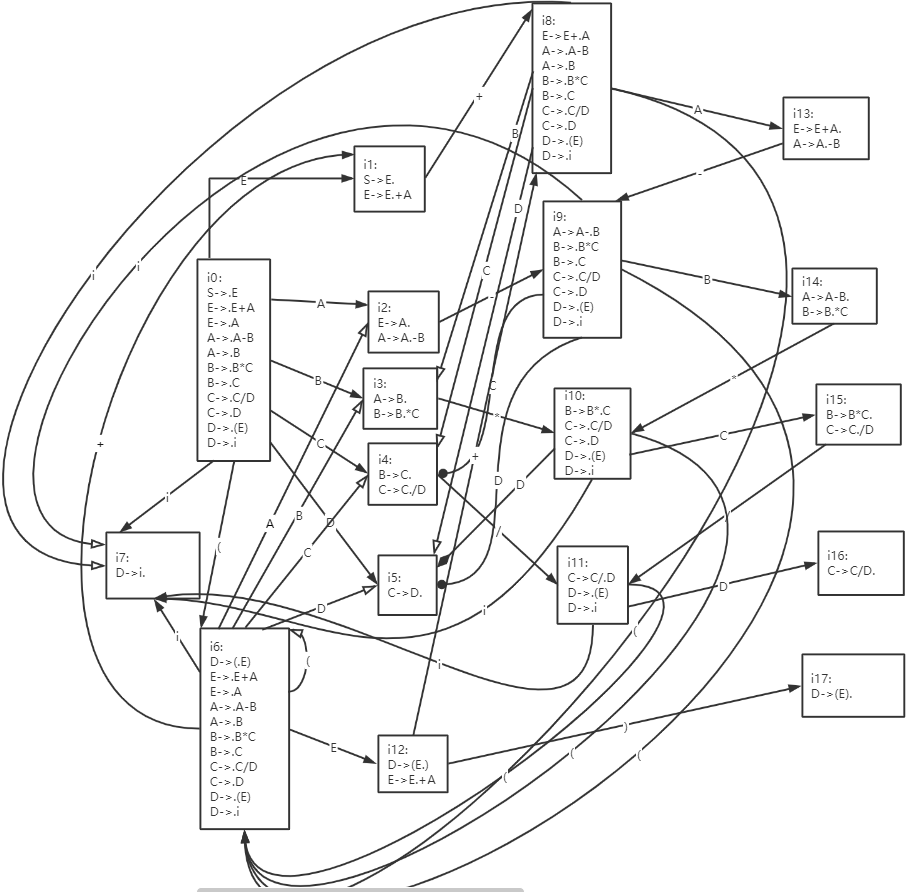 i8:
E->E+.A
A->.A-B
A->.B
B->.B*C
B->.C
C->.C/D
C->.D
D->.(E)
D->.i
i13:
E->E+A.
A->A.-B
i1:
S->E.
E->E.+A
i9:
A->A-.B
B->.B*C
B->.C
C->.C/D
C->.D
D->.(E)
D->.i
i0:
S->.E
E->.E+A
E->.A
A->.A-B
A->.B
B->.B*C
B->.C
C->.C/D
C->.D
D->.(E)
D->.i
i14:
A->A-B.
B->B.*C
i2:
E->A.
A->A.-B
i3:
A->B.
B->B.*C
i10:
B->B*.C
C->.C/D
C->.D
D->.(E)
D->.i
i15:
B->B*C.
C->C./D
i4:
B->C.
C->C./D
i7:
D->i.
i5:
C->D.
i11:
C->C/.D
D->.(E)
D->.i
i16:
C->C/D.
i6:
D->(.E)
E->.E+A
E->.A
A->.A-B
A->.B
B->.B*C
B->.C
C->.C/D
C->.D
D->.(E)
D->.i
i17:
D->(E).
i12:
D->(E.)
E->E.+A
+
A
B
-
E
D
i
i
C
B
-
A
B
*
C
*
C
+
C
+
D
D
i
A
B
D
/
/
(
C
D
D
i
(
i
(
i
E
)
(
(
(